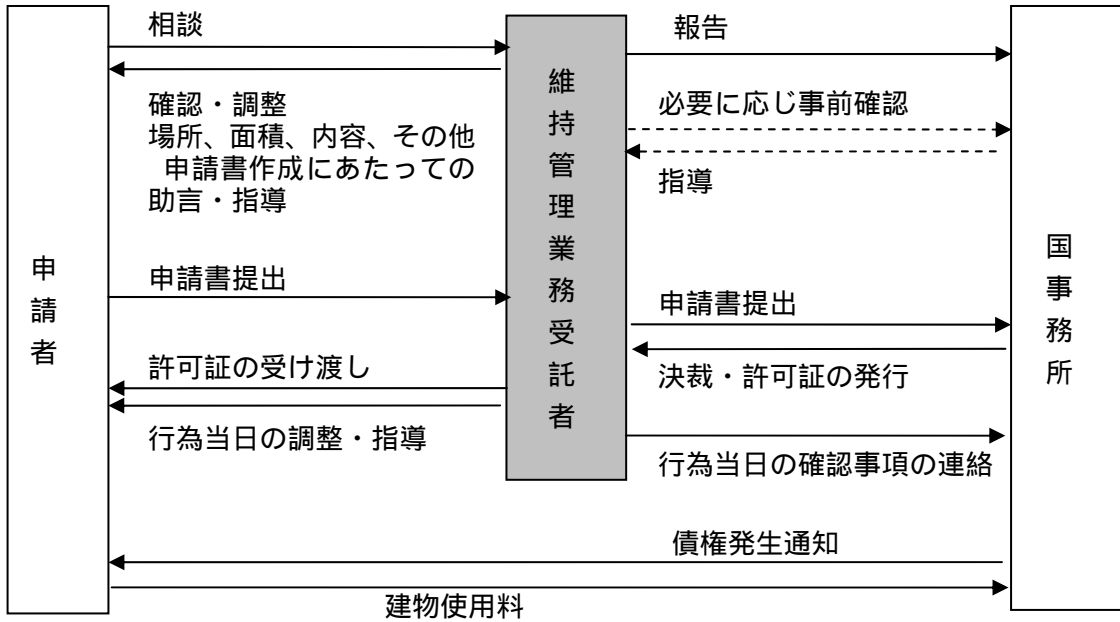 相談
報告
確認・調整
場所、面積、内容、その他
申請書作成にあたっての
助言・指導
必要に応じ事前確認
指導
申請者
維持管理業務受託者
国事務所
申請書提出
申請書提出
許可証の受け渡し
決裁・許可証の発行
行為当日の調整・指導
行為当日の確認事項の連絡
債権発生通知
建物使用料